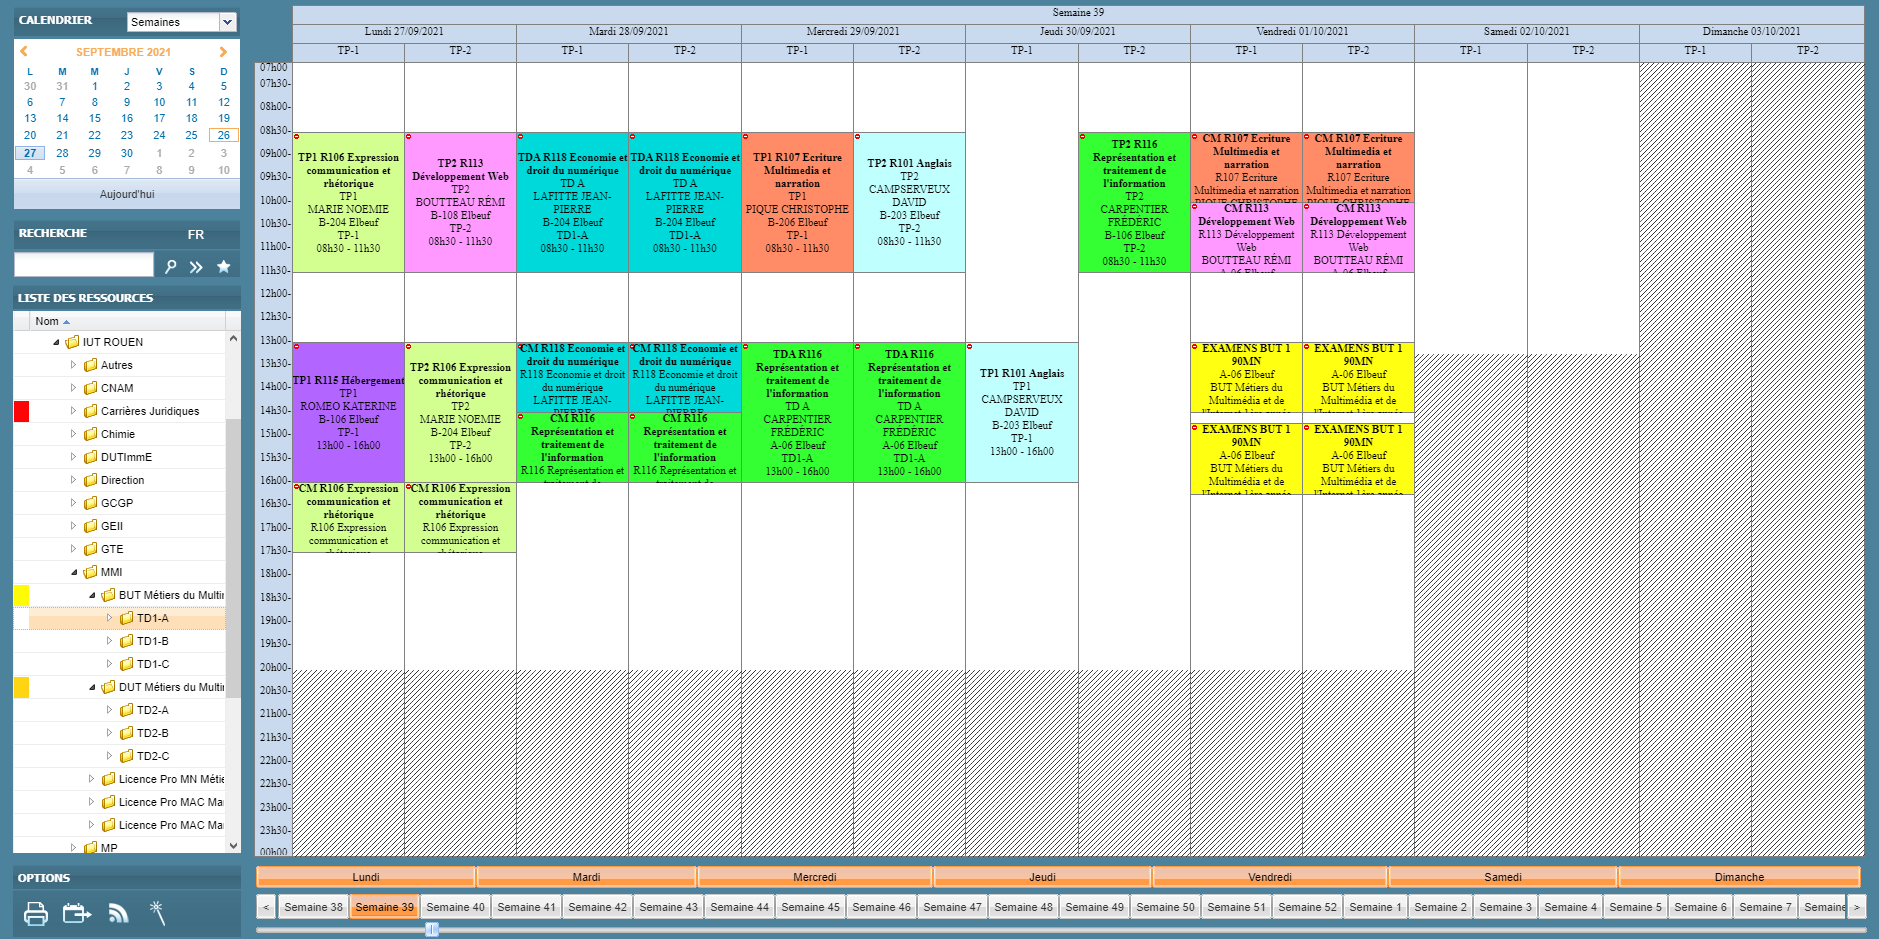 CALENDRIER
Semaines
SEPTEMBRE 2021
L M M J V S D
30 31 1 2 3 4 5
6 7 8 9 10 11 12
13 14 15 16 17 18 19
20 21 22 23 24 25 26
27 28 29 30 1 2 3
4 5 6 7 8 9 10
Aujourd'hui
RECHERCHE FR
LISTE DES RESSOURCES
Nom
IUT ROUEN
Autres
CNAM
Carrières Juridiques
Chimie
DUTImmE
Direction
GCGP
GEII
GTE
MMI
BUT Métiers du Multi
TD1-A
TD1-B
TD1-C
DUT Métiers du Multi
TD2-A
TD2-B
TD2-C
Licence Pro MN Métie
Licence Pro MAC Ma
Licence Pro MAC Ma
MP
OPTIONS
Semaine 39
Lundi 27/09/2021 Mardi 28/09/2021 Mercredi 29/09/2021 Jeudi 30/09/2021 Vendredi 01/10/2021 Samedi 02/10/2021 Dimanche 03/10/2021
TP-1 TP-2 TP-1 TP-2 TP-1 TP-2 TP-1 TP-2 TP-1 TP-2 TP-1 TP-2 TP-1 TP-2
07h00
07h30-
08h00-
08h30-
09h00-
09h30-
10h00-
10h30-
11h00-
11h30-
12h00-
12h30-
13h00-
13h30-
14h00-
14h30-
15h00-
15h30-
16h00-
16h30-
17h00-
17h30-
18h00-
18h30-
19h00-
19h30-
20h00-
20h30-
21h00-
21h30-
22h00-
22h30-
23h00-
23h30-
00h00
TP1 R106 Expression
communication et
rhétorique
TP1
MARIE NOEMIE
B-204 Elbeuf
TP-1
08h30 - 11h30
TP2 R113
Développement Web
TP2
BOUTTEAU RÉMI
B-108 Elbeuf
TP-2
08h30 - 11h30
TDA R118 Economie et
droit du numérique
TD A
LAFITTE JEAN-
PIERRE
B-204 Elbeuf
TD1-A
08h30 - 11h30
TDA R118 Economie et
droit du numérique
TD A
LAFITTE JEAN-
PIERRE
B-204 Elbeuf
TD1-A
08h30 - 11h30
TP1 R107 Ecriture
Multimedia et
narration
TP1
PIQUE CHRISTOPHE
B-206 Elbeuf
TP-1
08h30 - 11h30
TP2 R101 Anglais
TP2
CAMPSERVEUX
DAVID
B-203 Elbeuf
TP-2
08h30 - 11h30
TP2 R116
Représentation et
traitement de
l'information
TP2
CARPENTIER
FRÉDÉRIC
B-106 Elbeuf
TP-2
08h30 - 11h30
CM R107 Ecriture
Multimedia et
narration
R107 Ecriture
Multimedia et narration
PIQUE CHRISTOPHE
CM R107 Ecriture
Multimedia et
narration
R107 Ecriture
Multimedia et narration
PIQUE CHRISTOPHE
CM R113
Développement Web
R113 Développement
Web
BOUTTEAU RÉMI
A-06 Elbeuf
CM R113
Développement Web
R113 Développement
Web
BOUTTEAU RÉMI
A-06 Elbeuf
TP1 R115 Hébergement
TP1
ROMEO KATERINE
B-106 Elbeuf
TP-1
13h00 - 16h00
TP2 R106 Expression
communication et
rhétorique
TP2
MARIE NOEMIE
B-204 Elbeuf
TP-2
13h00 - 16h00
CM R118 Economie et
droit du numérique
R118 Economie et droit
du numérique
LAFITTE JEAN-
PIERRE
CM R118 Economie et
droit du numérique
R118 Economie et droit
du numérique
LAFITTE JEAN-
PIERRE
CM R116
Représentation et
traitement de
l'information
R116 Représentation et
traitement de
CM R116
Représentation et
traitement de
l'information
R116 Représentation et
traitement de
TDA R116
Représentation et
traitement de
l'information
TD A
CARPENTIER
FRÉDÉRIC
A-06 Elbeuf
TD1-A
13h00 - 16h00
TDA R116
Représentation et
traitement de
l'information
TD A
CARPENTIER
FRÉDÉRIC
A-06 Elbeuf
TD1-A
13h00 - 16h00
TP1 R101 Anglais
TP1
CAMPSERVEUX
DAVID
B-203 Elbeuf
TP-1
13h00 - 16h00
EXAMENS BUT 1
90MN
A-06 Elbeuf
BUT Métiers du
Multimédia et de
l'Internet 1ère année
EXAMENS BUT 1
90MN
A-06 Elbeuf
BUT Métiers du
Multimédia et de
l'Internet 1ère année
EXAMENS BUT 1
90MN
A-06 Elbeuf
BUT Métiers du
Multimédia et de
l'Internet 1ère année
EXAMENS BUT 1
90MN
A-06 Elbeuf
BUT Métiers du
Multimédia et de
l'Internet 1ère année
CM R106 Expression
communication et
rhétorique
R106 Expression
communication et
rhétorique
CM R106 Expression
communication et
rhétorique
R106 Expression
communication et
rhétorique
Lundi Mardi Mercredi Jeudi Vendredi Samedi Dimanche
< Semaine 38 Semaine 39 Semaine 40 Semaine 41 Semaine 42 Semaine 43 Semaine 44 Semaine 45 Semaine 46 Semaine 47 Semaine 48 Semaine 49 Semaine 50 Semaine 51 Semaine 52 Semaine 1 Semaine 2 Semaine 3 Semaine 4 Semaine 5 Semaine 6 Semaine 7 Semaine >